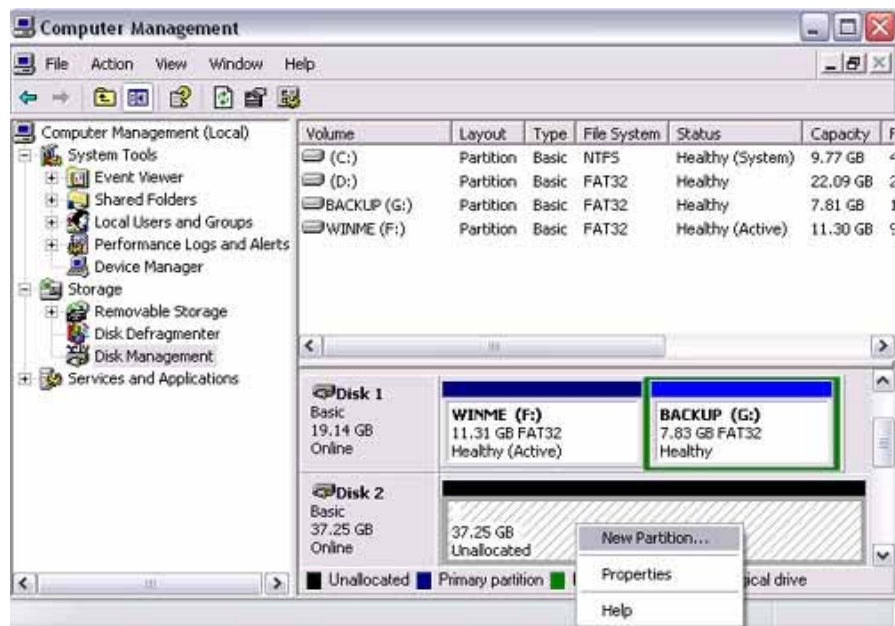 Computer Management
File Action View Window Help
Computer Management (Local)
System Tools
Event Viewer
Shared Folders
Local Users and Groups
Performance Logs and Alerts
Device Manager
Storage
Removable Storage
Disk Defragmenter
Disk Management
Services and Applications
Volume Layout Type File System Status Capacity F
(C:) Partition Basic NTFS Healthy (System) 9.77 GB
(D:) Partition Basic FAT32 Healthy 22.09 GB
BACKUP (G:) Partition Basic FAT32 Healthy 7.81 GB
WINME (F:) Partition Basic FAT32 Healthy (Active) 11.30 GB
Disk 1
Basic
19.14 GB
Online
WINME (F:)
11.31 GB FAT32
Healthy (Active)
BACKUP (G:)
7.83 GB FAT32
Healthy
Disk 2
Basic
37.25 GB
Online
37.25 GB
Unallocated
New Partition...
Properties
Help
Unallocated Primary partition gical drive